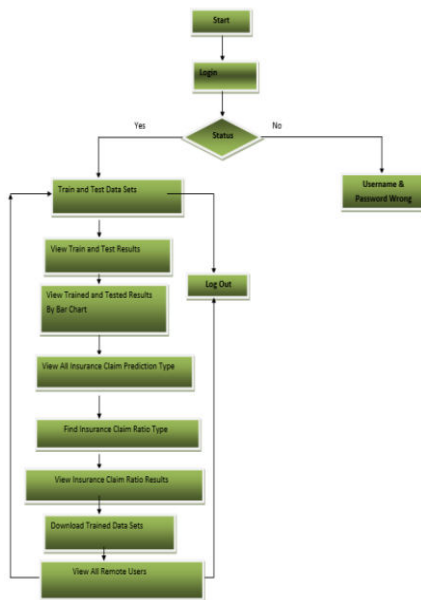 Start
Login
Status
Yes
No
Username &
Password Wrong
Train and Test Data Sets
View Train and Test Results
Log Out
View Trained and Tested Results
By Bar Chart
View All Insurance Claim Prediction Type
Find Insurance Claim Ratio Type
View Insurance Claim Ratio Results
Download Trained Data Sets
View All Remote Users